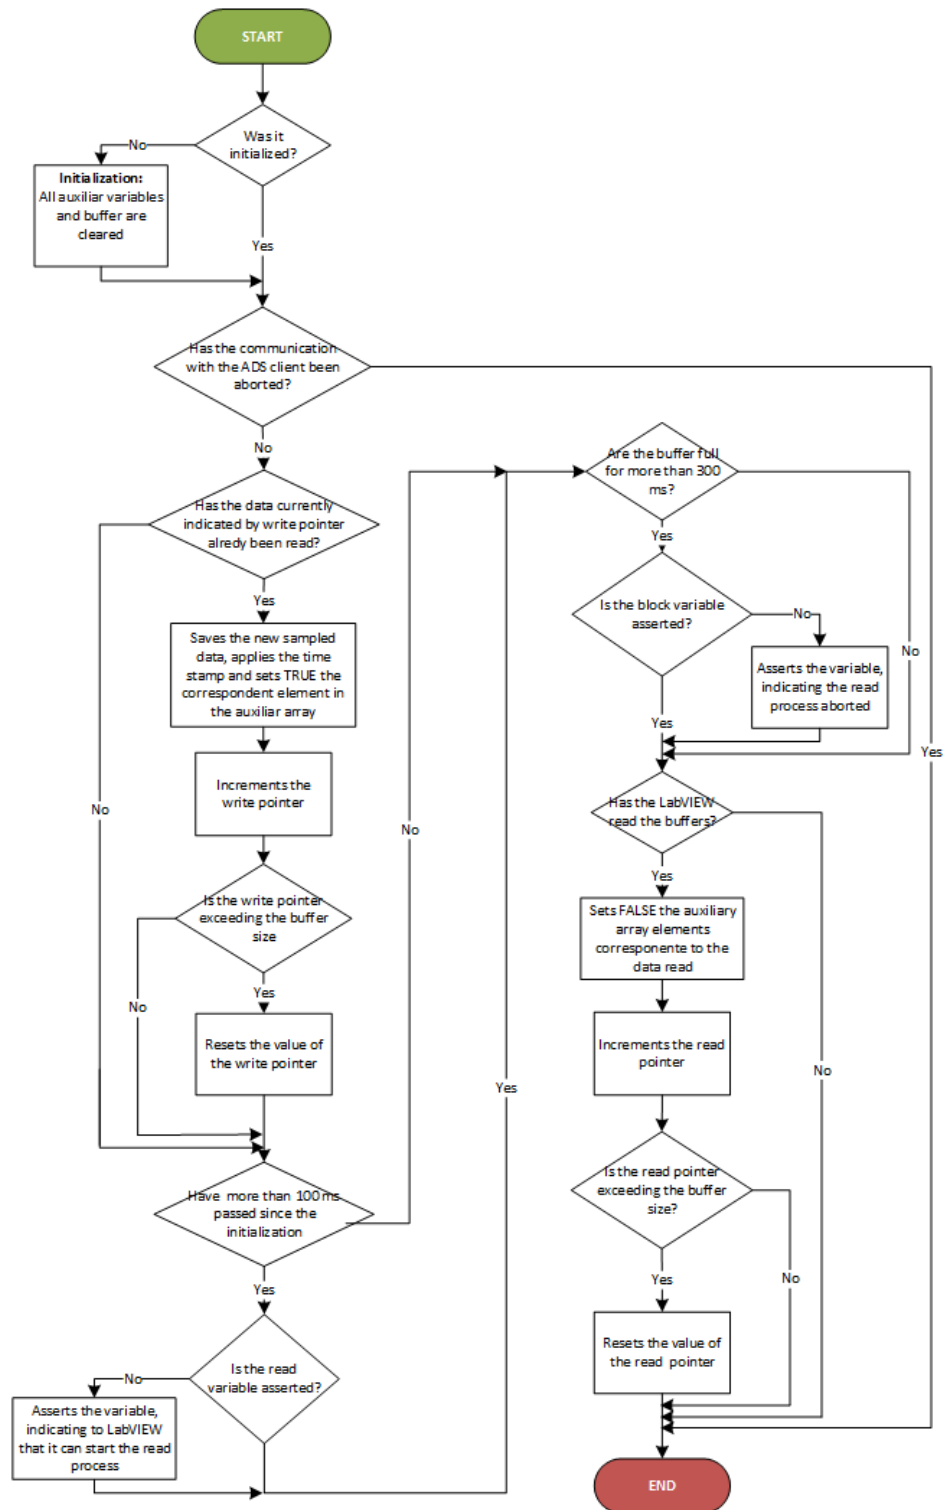 START
Was it
initialized?
No
Initialization:
All auxiliar variables
and buffer are
cleared
Yes
Has the communication
with the ADS client been
aborted?
No
Has the data currently
indicated by write pointer
alredy been read?
Yes
Saves the new sampled
data, applies the time
stamp and sets TRUE the
correspondent element in
the auxiliar array
Increments the
write pointer
No
Is the write pointer
exceeding the buffer
size
Yes
No
Resets the value of
the write pointer
Have more than 100 ms
passed since the
initialization
No
Yes
Is the read
variable asserted?
No
Asserts the variable,
indicating to LabVIEW
that it can start the read
process
Yes
Are the buffer full
for more than 300
ms?
Yes
No
Is the block variable
asserted?
No
Asserts the variable,
indicating the read
process aborted
Yes
Yes
Has the LabVIEW
read the buffers?
Yes
Sets FALSE the auxiliary
array elements
corresponente to the
data read
Increments the read
pointer
No
Is the read pointer
exceeding the buffer
size?
Yes
No
Resets the value of
the read pointer
END